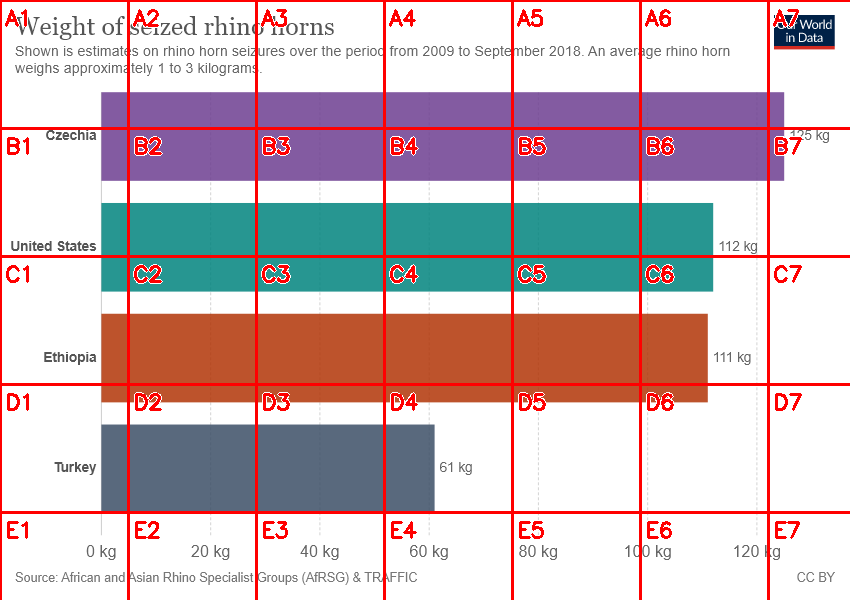 Weight of seized rhino horns
Our World
in Data
Shown is estimates on rhino horn seizures over the period from 2009 to September 2018. An average rhino horn
weighs approximately 1 to 3 kilograms.
A1 A2 A3 A4 A5 A6 A7
Czechia 125 kg
B1 B2 B3 B4 B5 B6 B7
United States 112 kg
C1 C2 C3 C4 C5 C6 C7
Ethiopia 111 kg
D1 D2 D3 D4 D5 D6 D7
Turkey 61 kg
E1 E2 E3 E4 E5 E6 E7
0 kg 20 kg 40 kg 60 kg 80 kg 100 kg 120 kg
Source: African and Asian Rhino Specialist Groups (AfRSG) & TRAFFIC
CC BY